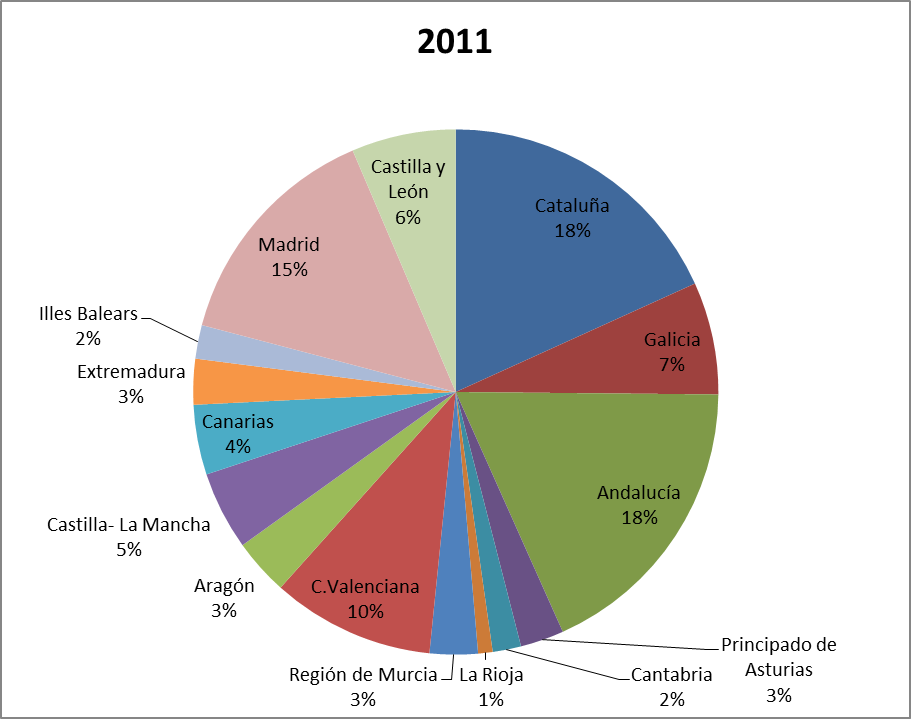 2011
Castilla y
León
6%
Cataluña
18%
Madrid
15%
Galicia
7%
Illes Balears
2%
Extremadura
3%
Canarias
4%
Andalucía
18%
Castilla- La Mancha
5%
Aragón
3%
C.Valenciana
10%
Principado de
Asturias
3%
Región de Murcia
3%
La Rioja
1%
Cantabria
2%